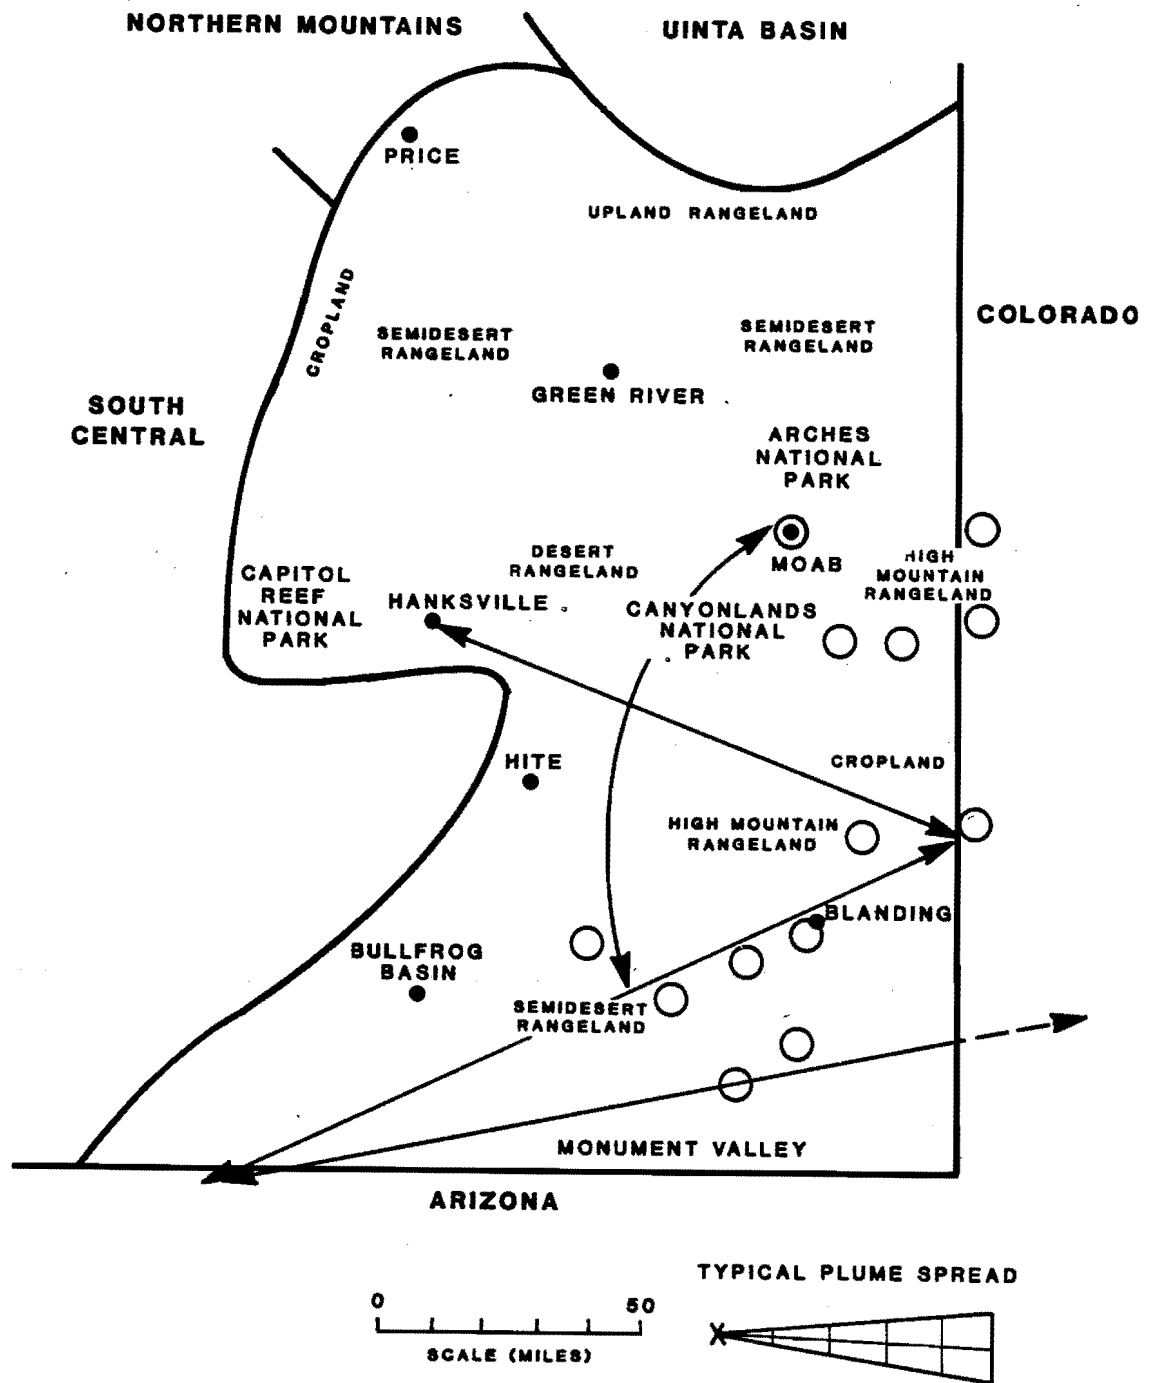 NORTHERN MOUNTAINS
UINTA BASIN
PRICE
UPLAND RANGELAND
CROPLAND
COLORADO
SEMIDESERT
RANGELAND
SEMIDESERT
RANGELAND
GREEN RIVER
SOUTH
CENTRAL
ARCHES
NATIONAL
PARK
MOAB
HIGH
MOUNTAIN
RANGELAND
DESERT
RANGELAND
CAPITOL
REEF
NATIONAL
PARK
HANKSVILLE
CANYONLANDS
NATIONAL
PARK
HITE
CROPLAND
HIGH MOUNTAIN
RANGELAND
BLANDING
BULLFROG
BASIN
SEMIDESERT
RANGELAND
MONUMENT VALLEY
ARIZONA
TYPICAL PLUME SPREAD
0 50
SCALE (MILES)
X